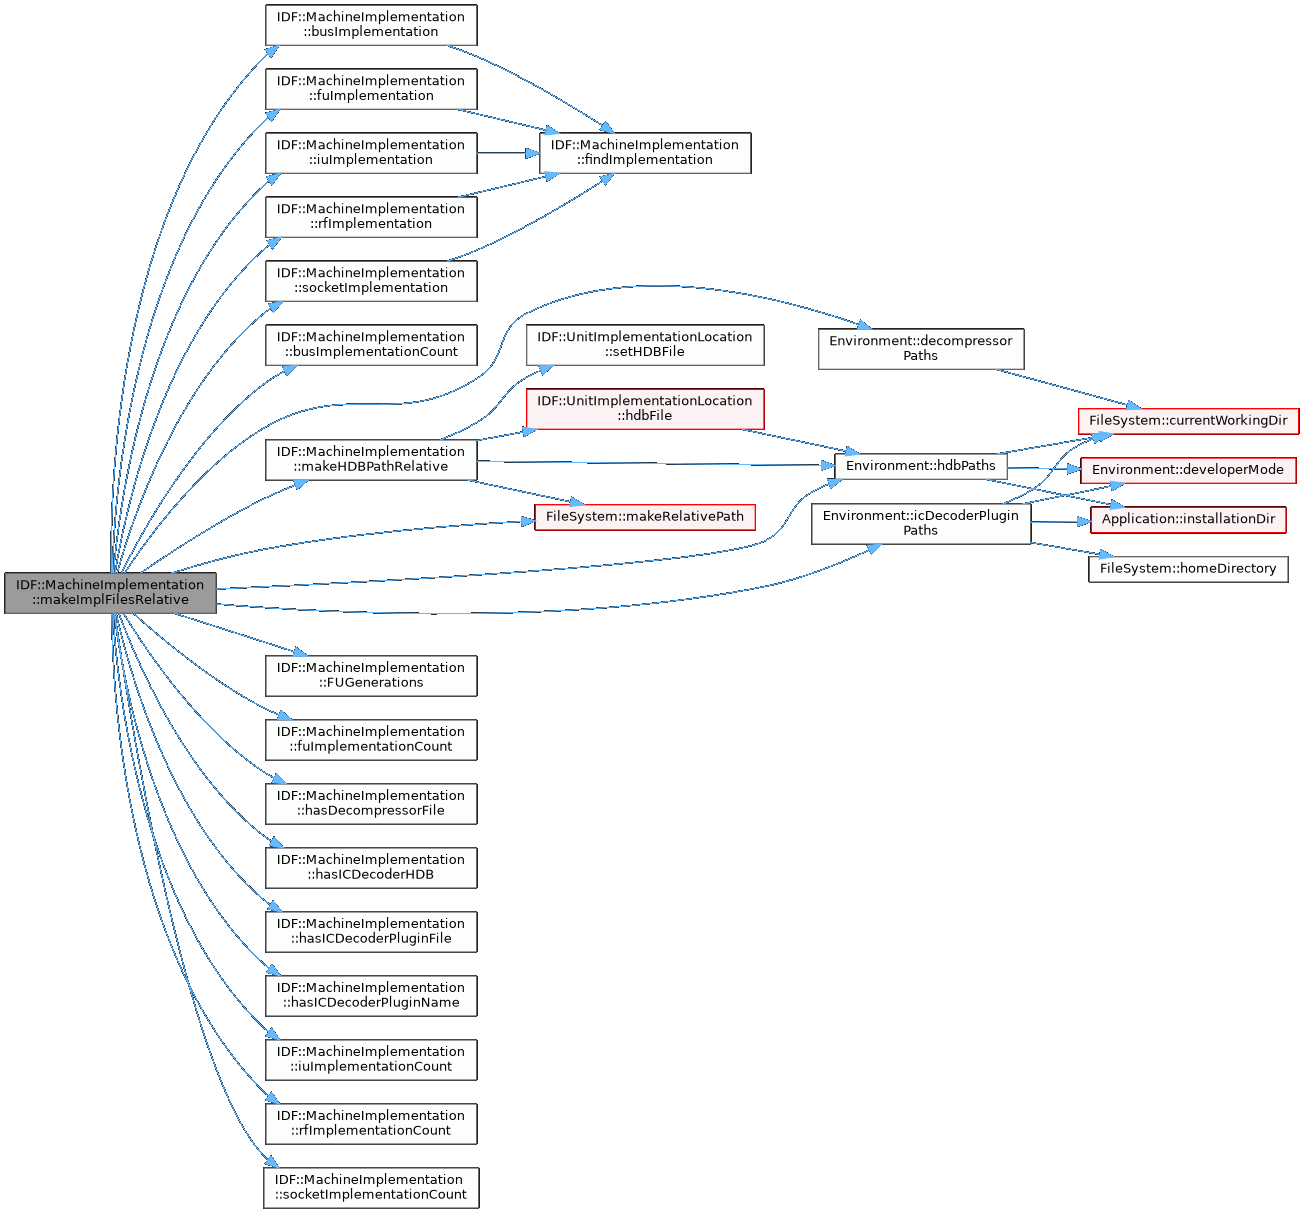 IDF::MachineImplementation
::makeImplFilesRelative
IDF::MachineImplementation
::busImplementation
IDF::MachineImplementation
::fuImplementation
IDF::MachineImplementation
::iuImplementation
IDF::MachineImplementation
::rfImplementation
IDF::MachineImplementation
::socketImplementation
IDF::MachineImplementation
::busImplementationCount
IDF::MachineImplementation
::makeHDBPathRelative
IDF::MachineImplementation
::FUGenerations
IDF::MachineImplementation
::fuImplementationCount
IDF::MachineImplementation
::hasDecompressorFile
IDF::MachineImplementation
::hasICDecoderHDB
IDF::MachineImplementation
::hasICDecoderPluginFile
IDF::MachineImplementation
::hasICDecoderPluginName
IDF::MachineImplementation
::iuImplementationCount
IDF::MachineImplementation
::rfImplementationCount
IDF::MachineImplementation
::socketImplementationCount
IDF::MachineImplementation
::findImplementation
IDF::UnitImplementationLocation
::setHDBFile
IDF::UnitImplementationLocation
::hdbFile
FileSystem::makeRelativePath
Environment::decompressor
Paths
Environment::hdbPaths
Environment::icDecoderPlugin
Paths
FileSystem::currentWorkingDir
Environment::developerMode
Application::installationDir
FileSystem::homeDirectory